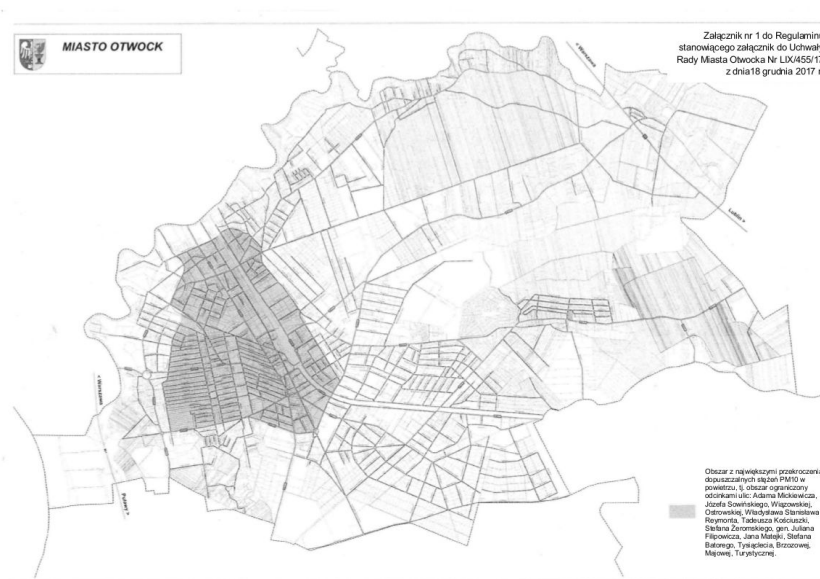 MIASTO OTWOCK
Załącznik nr 1 do Regulaminu
stanowiącego załącznik do Uchwały
Rady Miasta Otwocka Nr LIX/455/17
z dnia18 grudnia 2017 r
« Warszawa
Lublin »
« Warszawa
Puławy »
Obszar z największymi przekroczenia
dopuszczalnych stężeń PM10 w
powietrzu, tj. obszar ograniczony
odcinkami ulic: Adama Mickiewicza,
Józefa Sowińskiego, Wiązowskiej,
Ostrowskiej, Władysława Stanisława
Reymonta, Tadeusza Kościuszki,
Stefana Żeromskiego, gen. Juliana
Filipowicza, Jana Matejki, Stefana
Batorego, Tysiąclecia, Brzozowej,
Majowej, Turystycznej.